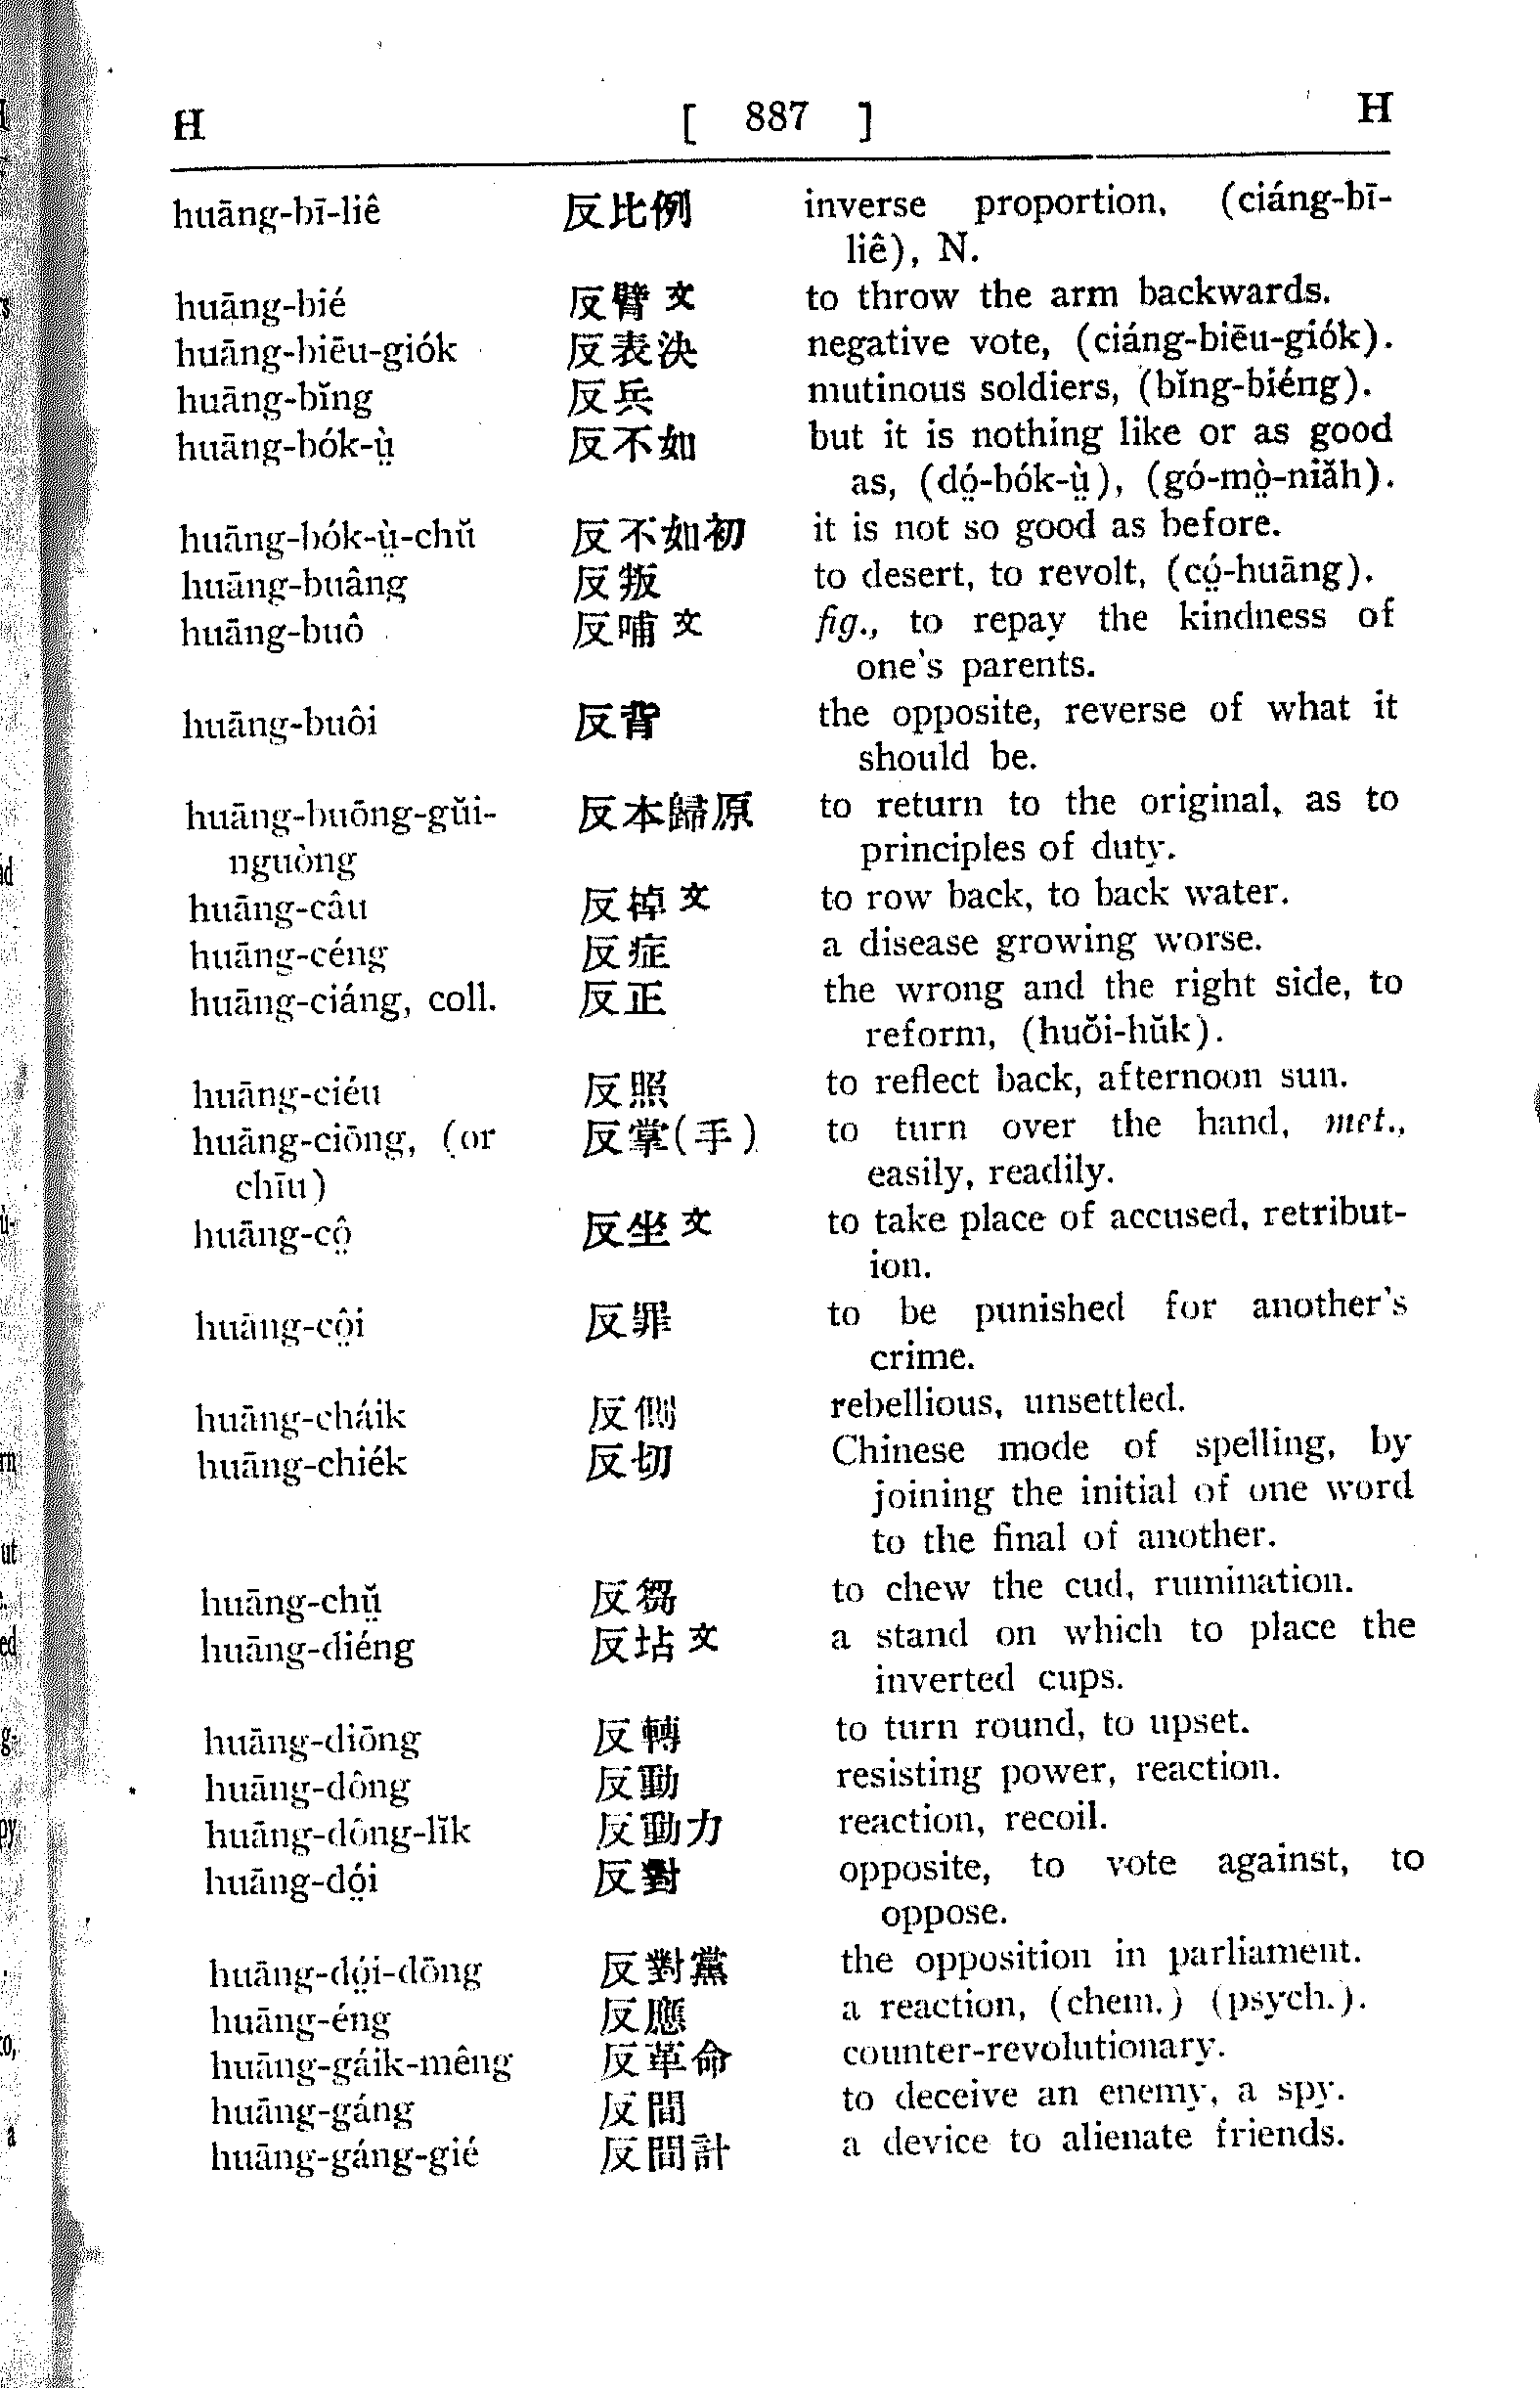 H [ 887 ] H
huāng-bī-liê 反比例 inverse proportion, (ciáng-bī-
liê), N.
huāng-bié 反臂文 to throw the arm backwards.
huāng-biēu-giók 反表決 negative vote, (ciáng-biēu-giók).
huāng-bĭng 反兵 mutinous soldiers, (bĭng-biéng).
huāng-bók-ṳ̀ 反不如 but it is nothing like or as good
as, (dó̤-bók-ṳ̀), (gó-mò̤-niăh).
huāng-bók-ṳ̀-chŭ 反不如初 it is not so good as before.
huāng-buâng 反叛 to desert, to revolt, (có̤-huāng).
huāng-buô 反哺文 fig., to repay the kindness of
one's parents.
huāng-buôi 反背 the opposite, reverse of what it
should be.
huāng-buōng-gŭi- 反本歸原 to return to the original, as to
nguòng principles of duty.
huāng-câu 反棹文 to row back, to back water.
huāng-céng 反症 a disease growing worse.
huāng-ciáng, coll. 反正 the wrong and the right side, to
reform, (huŏi-hŭk).
huāng-ciéu 反照 to reflect back, afternoon sun.
huāng-ciōng, (or 反掌(手) to turn over the hand, met.,
chīu) easily, readily.
huāng-cô̤ 反坐文 to take place of accused, retribut-
ion.
huāng-cô̤i 反罪 to be punished for another's
crime.
huāng-cháik 反側 rebellious, unsettled.
huāng-chiék 反切 Chinese mode of spelling, by
joining the initial of one word
to the final of another.
huāng-chṳ̆ 反芻 to chew the cud, rumination.
huāng-diéng 反坫文 a stand on which to place the
inverted cups.
huāng-diōng 反轉 to turn round, to upset.
huāng-dông 反動 resisting power, reaction.
huāng-dông-lĭk 反動力 reaction, recoil.
huāng-dó̤i 反對 opposite, to vote against, to
oppose.
huāng-dó̤i-dōng 反對黨 the opposition in parliament.
huāng-éng 反應 a reaction, (chem.) (psych.).
huāng-gáik-mêng 反革命 counter-revolutionary.
huāng-gáng 反間 to deceive an enemy, a spy.
huāng-gáng-gié 反間計 a device to alienate friends.